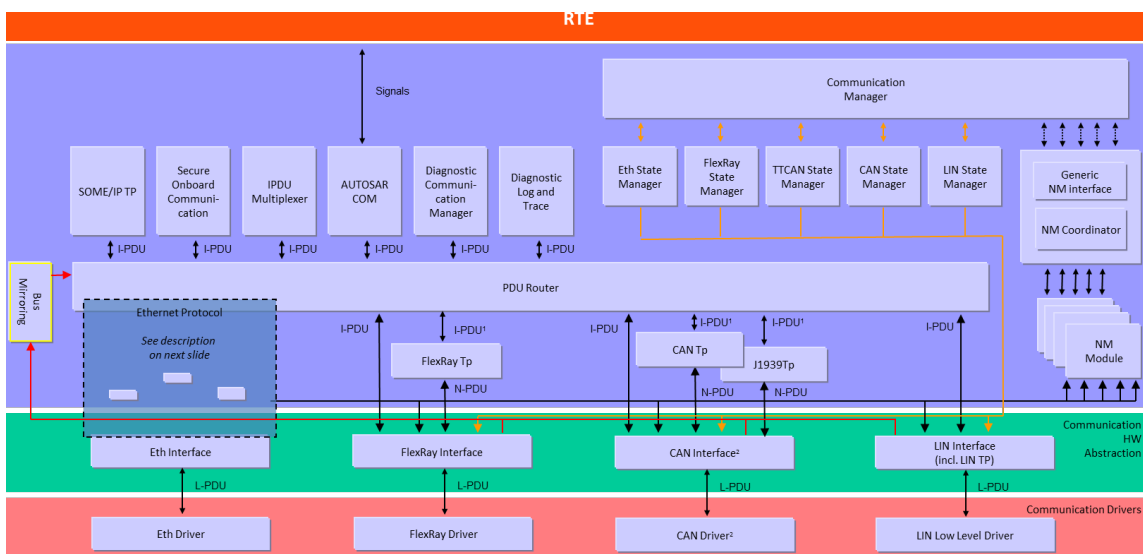 RTE
Signals
Communication
Manager
SOME/IP TP
Secure
Onboard
Communi-
cation
IPDU
Multiplexer
AUTOSAR
COM
Diagnostic
Communi-
cation
Manager
Diagnostic
Log and
Trace
Eth State
Manager
FlexRay
State
Manager
TTCAN State
Manager
CAN State
Manager
LIN State
Manager
Generic
NM interface
NM Coordinator
I-PDU
I-PDU
I-PDU
I-PDU
I-PDU
I-PDU
Bus
Mirroring
PDU Router
Ethernet Protocol
See description
on next slide
I-PDU
I-PDU¹
I-PDU
I-PDU¹
I-PDU¹
I-PDU
FlexRay Tp
CAN Tp
J1939Tp
NM
Module
N-PDU
N-PDU
N-PDU
Communication
HW
Abstraction
Eth Interface
FlexRay Interface
CAN Interface²
LIN Interface
(incl. LIN TP)
L-PDU
L-PDU
L-PDU
L-PDU
Communication Drivers
Eth Driver
FlexRay Driver
CAN Driver²
LIN Low Level Driver